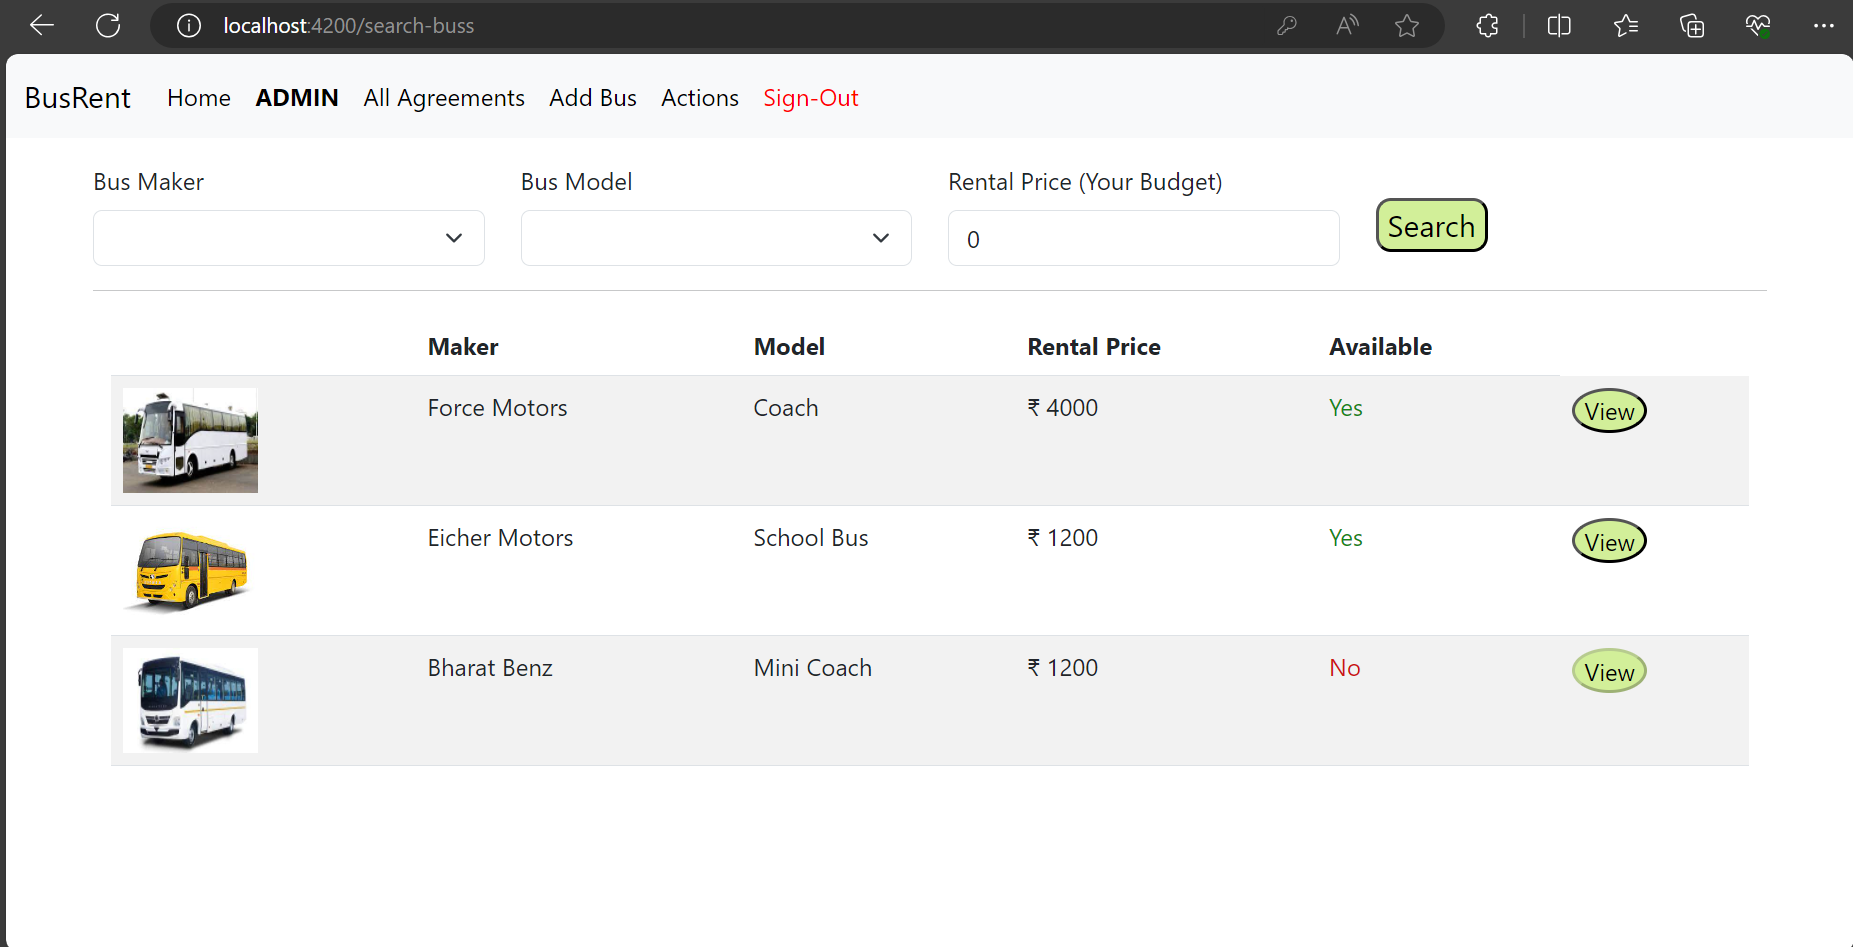 localhost:4200/search-buss
BusRent Home ADMIN All Agreements Add Bus Actions Sign-Out
Bus Maker Bus Model Rental Price (Your Budget)
0 Search
Maker Model Rental Price Available
Force Motors Coach ₹ 4000 Yes View
Eicher Motors School Bus ₹ 1200 Yes View
Bharat Benz Mini Coach ₹ 1200 No View